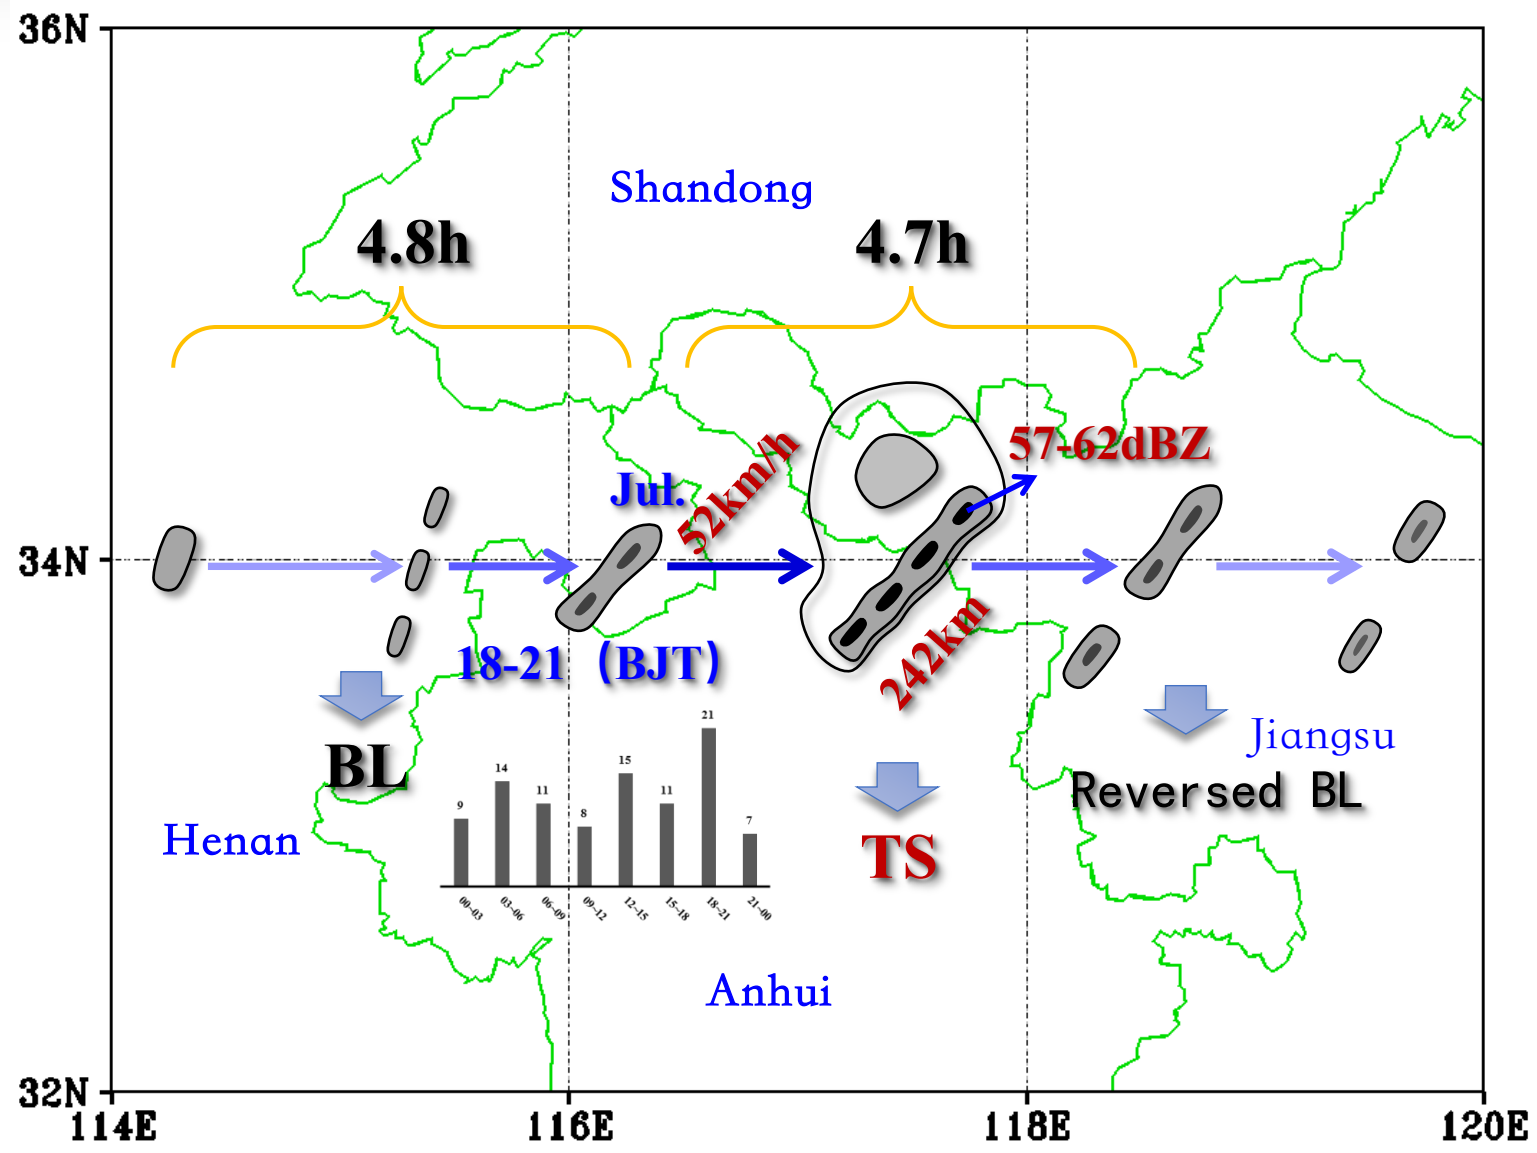 36N
Shandong
4.8h
4.7h
57-62dBZ
52km/h
Jul.
34N
242km
18-21 (BJT)
BL
Jiangsu
Reversed BL
TS
Henan
9
14
11
8
15
11
21
7
00~03
03~06
06~09
09~12
12~15
15~18
18~21
21~00
Anhui
32N
114E
116E
118E
120E